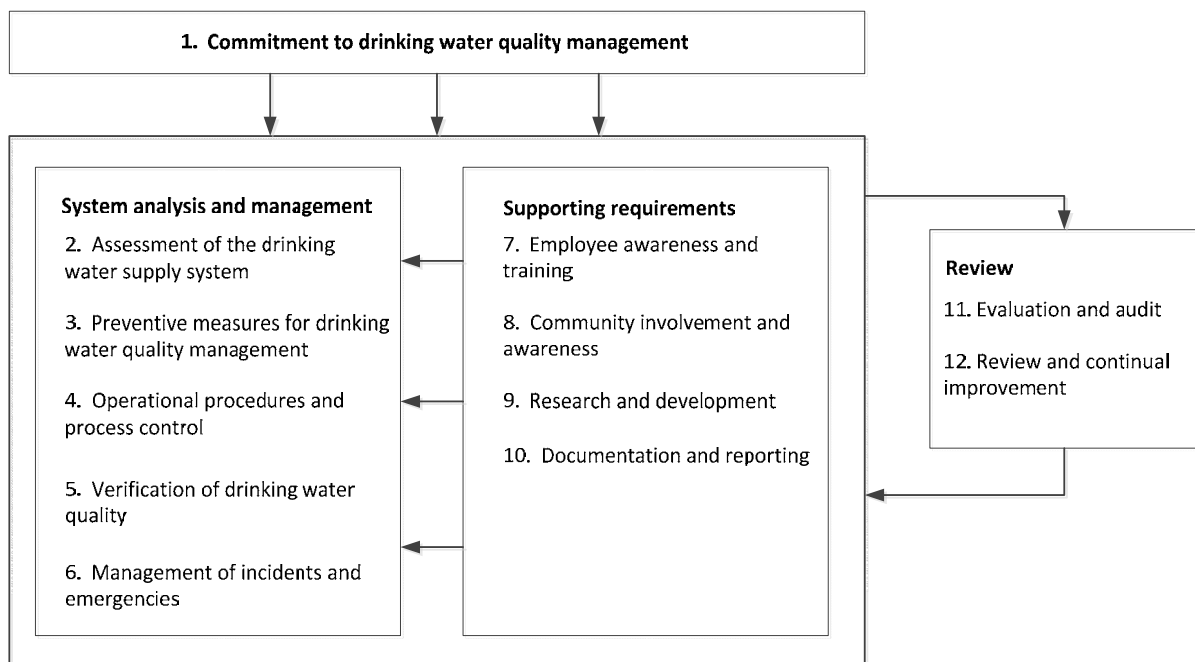 1. Commitment to drinking water quality management
System analysis and management
2. Assessment of the drinking
water supply system
3. Preventive measures for drinking
water quality management
4. Operational procedures and
process control
5. Verification of drinking water
quality
6. Management of incidents and
emergencies
Supporting requirements
7. Employee awareness and
training
8. Community involvement and
awareness
9. Research and development
10. Documentation and reporting
Review
11. Evaluation and audit
12. Review and continual
improvement